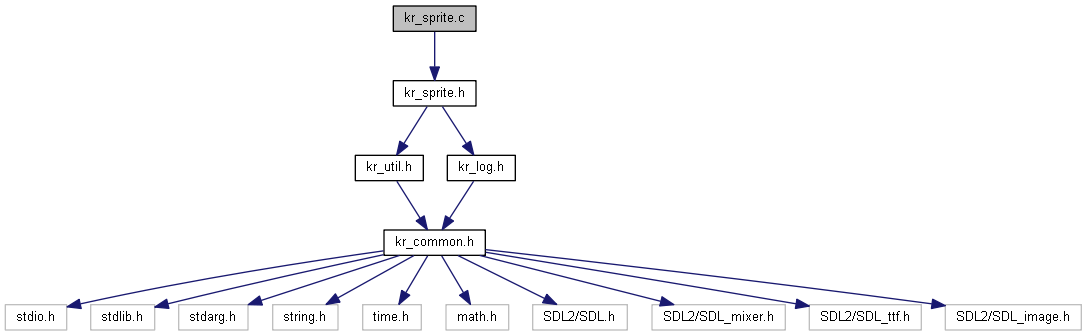 kr_sprite.c
kr_sprite.h
kr_util.h
kr_log.h
kr_common.h
stdio.h
stdlib.h
stdarg.h
string.h
time.h
math.h
SDL2/SDL.h
SDL2/SDL_mixer.h
SDL2/SDL_ttf.h
SDL2/SDL_image.h